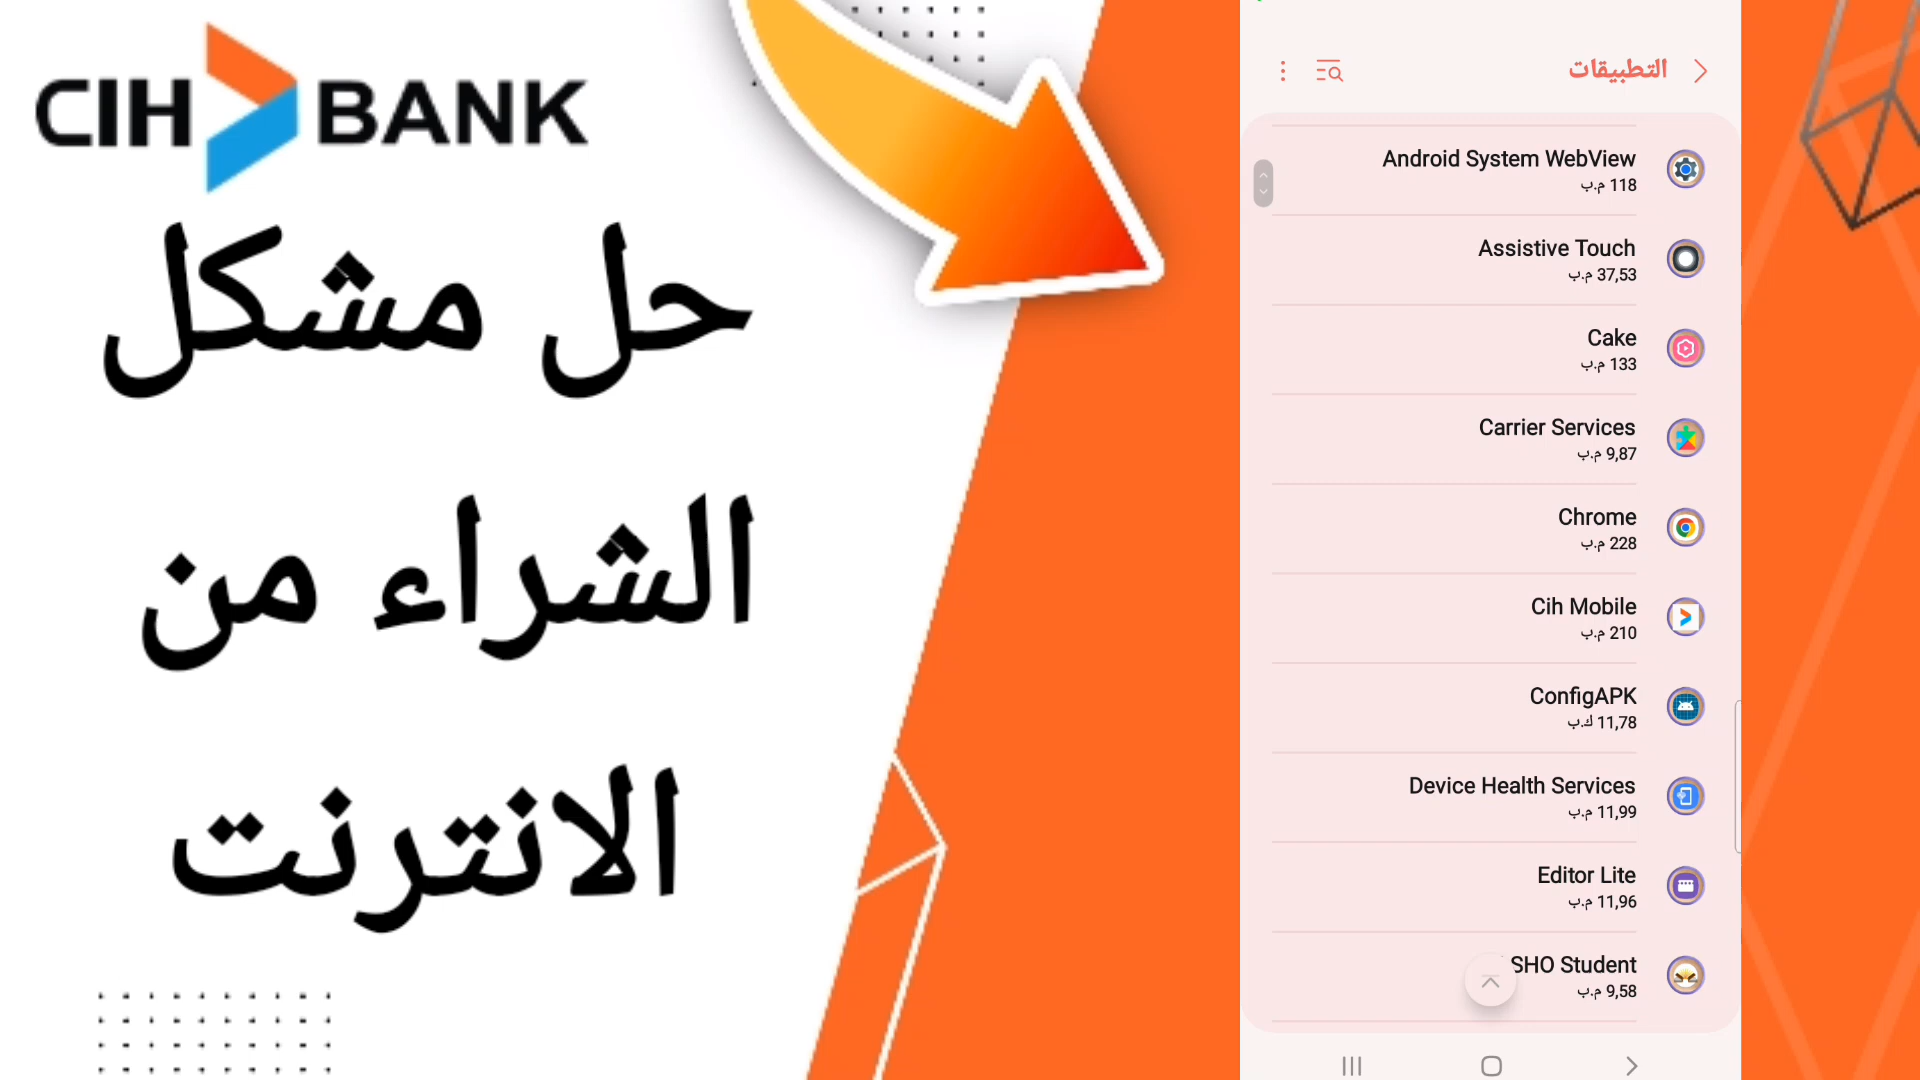 CIH BANK
حل مشكل
الشراء من
الانترنت
التطبيقات
Android System WebView
118 م.ب
Assistive Touch
37,53 م.ب
Cake
133 م.ب
Carrier Services
9,87 م.ب
Chrome
228 م.ب
Cih Mobile
210 م.ب
ConfigAPK
11,78 ك.ب
Device Health Services
11,99 م.ب
Editor Lite
11,96 م.ب
SHO Student
9,58 م.ب